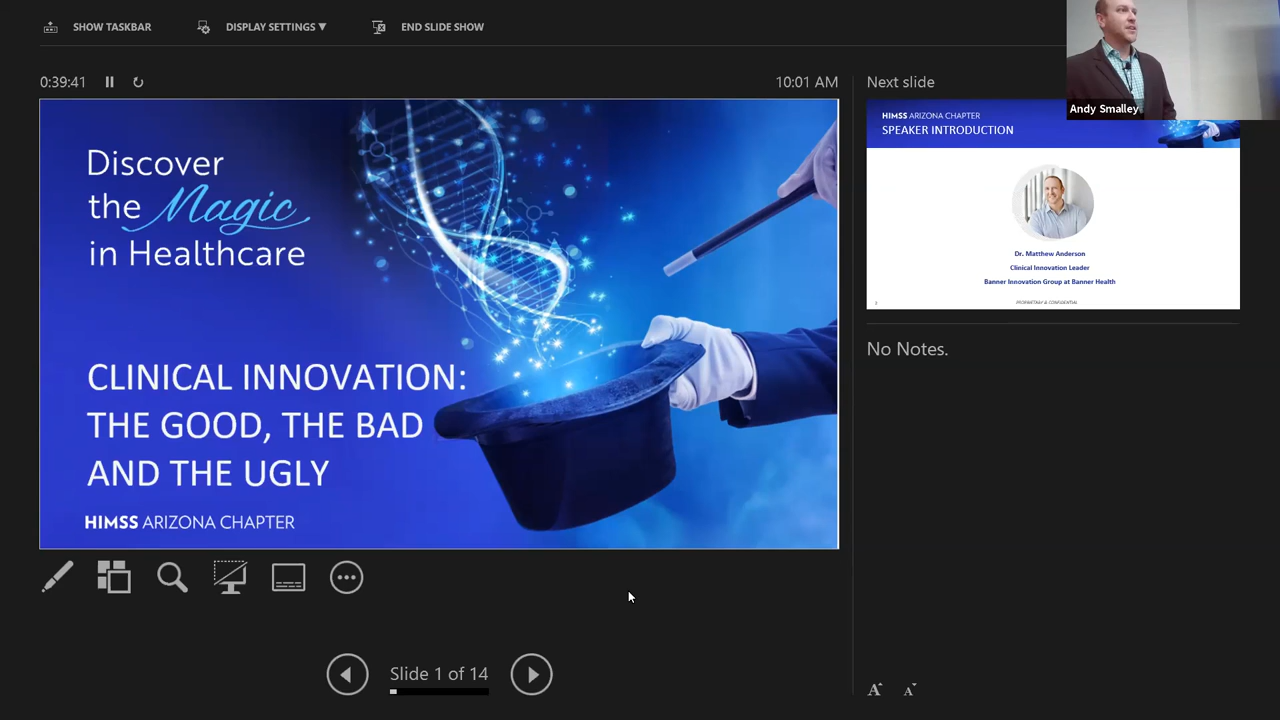 SHOW TASKBAR
DISPLAY SETTINGS ▼
END SLIDE SHOW
0:39:41
10:01 AM
Discover
the Magic
in Healthcare
CLINICAL INNOVATION:
THE GOOD, THE BAD
AND THE UGLY
HIMSS ARIZONA CHAPTER
Slide 1 of 14
Next slide
Andy Smalley
HIMSS ARIZONA CHAPTER
SPEAKER INTRODUCTION
Dr. Matthew Anderson
Clinical Innovation Leader
Banner Innovation Group at Banner Health
PROPRIETARY & CONFIDENTIAL
No Notes.
A
A